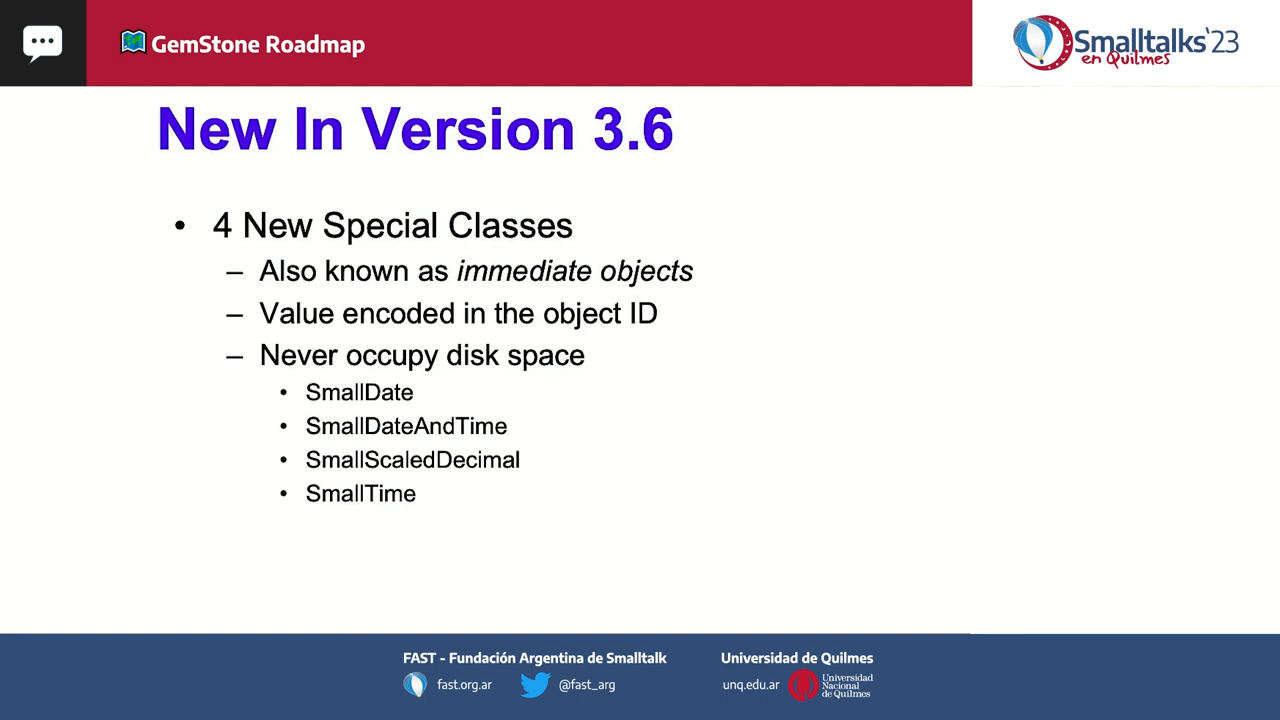 GemStone Roadmap
Smalltalks'23
en Quilmes
New In Version 3.6
• 4 New Special Classes
– Also known as immediate objects
– Value encoded in the object ID
– Never occupy disk space
• SmallDate
• SmallDateAndTime
• SmallScaledDecimal
• SmallTime
FAST - Fundación Argentina de Smalltalk
fast.org.ar
@fast_arg
Universidad de Quilmes
unq.edu.ar
Universidad
Nacional
de Quilmes